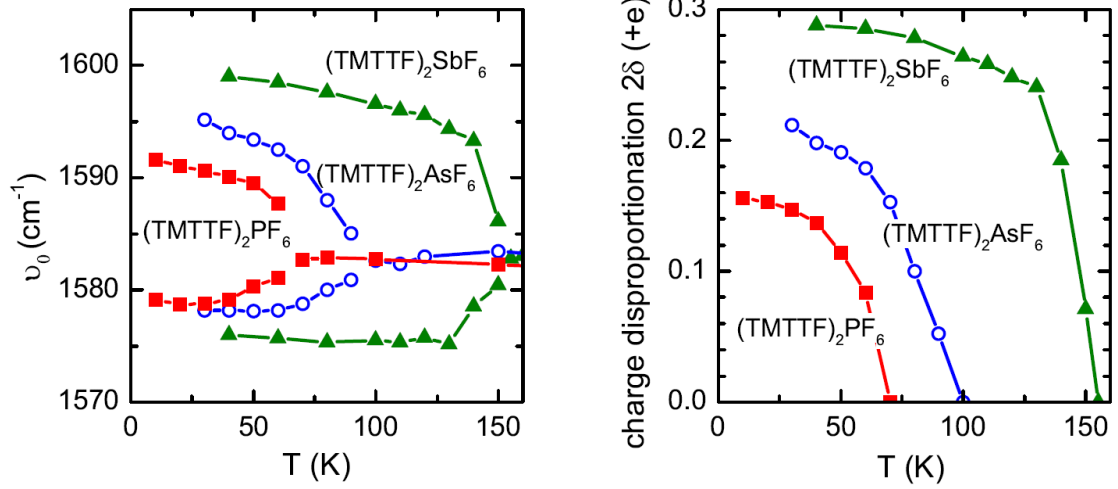 1600
1590
1580
1570
υ₀ (cm⁻¹)
(TMTTF)₂SbF₆
(TMTTF)₂AsF₆
(TMTTF)₂PF₆
0 50 100 150
T (K)
0.3
0.2
0.1
0.0
charge disproportionation 2δ (+e)
(TMTTF)₂SbF₆
(TMTTF)₂AsF₆
(TMTTF)₂PF₆
0 50 100 150
T (K)